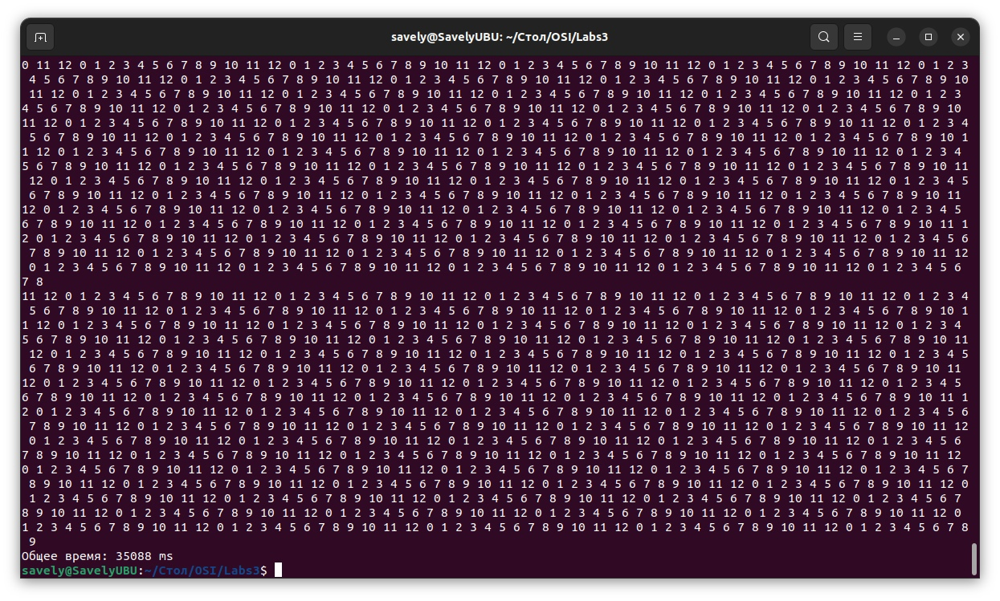 savely@SavelyUBU: ~/Стол/OSI/Labs3
0 11 12 0 1 2 3 4 5 6 7 8 9 10 11 12 0 1 2 3 4 5 6 7 8 9 10 11 12 0 1 2 3 4 5 6 7 8 9 10 11 12 0 1 2 3 4 5 6 7 8 9 10 11 12 0 1 2 3
4 5 6 7 8 9 10 11 12 0 1 2 3 4 5 6 7 8 9 10 11 12 0 1 2 3 4 5 6 7 8 9 10 11 12 0 1 2 3 4 5 6 7 8 9 10 11 12 0 1 2 3 4 5 6 7 8 9 10
11 12 0 1 2 3 4 5 6 7 8 9 10 11 12 0 1 2 3 4 5 6 7 8 9 10 11 12 0 1 2 3 4 5 6 7 8 9 10 11 12 0 1 2 3 4 5 6 7 8 9 10 11 12 0 1 2 3
4 5 6 7 8 9 10 11 12 0 1 2 3 4 5 6 7 8 9 10 11 12 0 1 2 3 4 5 6 7 8 9 10 11 12 0 1 2 3 4 5 6 7 8 9 10 11 12 0 1 2 3 4 5 6 7 8 9 10
11 12 0 1 2 3 4 5 6 7 8 9 10 11 12 0 1 2 3 4 5 6 7 8 9 10 11 12 0 1 2 3 4 5 6 7 8 9 10 11 12 0 1 2 3 4 5 6 7 8 9 10 11 12 0 1 2 3 4
5 6 7 8 9 10 11 12 0 1 2 3 4 5 6 7 8 9 10 11 12 0 1 2 3 4 5 6 7 8 9 10 11 12 0 1 2 3 4 5 6 7 8 9 10 11 12 0 1 2 3 4 5 6 7 8 9 10 1
1 12 0 1 2 3 4 5 6 7 8 9 10 11 12 0 1 2 3 4 5 6 7 8 9 10 11 12 0 1 2 3 4 5 6 7 8 9 10 11 12 0 1 2 3 4 5 6 7 8 9 10 11 12 0 1 2 3 4
5 6 7 8 9 10 11 12 0 1 2 3 4 5 6 7 8 9 10 11 12 0 1 2 3 4 5 6 7 8 9 10 11 12 0 1 2 3 4 5 6 7 8 9 10 11 12 0 1 2 3 4 5 6 7 8 9 10 11
12 0 1 2 3 4 5 6 7 8 9 10 11 12 0 1 2 3 4 5 6 7 8 9 10 11 12 0 1 2 3 4 5 6 7 8 9 10 11 12 0 1 2 3 4 5 6 7 8 9 10 11 12 0 1 2 3 4 5
6 7 8 9 10 11 12 0 1 2 3 4 5 6 7 8 9 10 11 12 0 1 2 3 4 5 6 7 8 9 10 11 12 0 1 2 3 4 5 6 7 8 9 10 11 12 0 1 2 3 4 5 6 7 8 9 10 11
12 0 1 2 3 4 5 6 7 8 9 10 11 12 0 1 2 3 4 5 6 7 8 9 10 11 12 0 1 2 3 4 5 6 7 8 9 10 11 12 0 1 2 3 4 5 6 7 8 9 10 11 12 0 1 2 3 4 5
6 7 8 9 10 11 12 0 1 2 3 4 5 6 7 8 9 10 11 12 0 1 2 3 4 5 6 7 8 9 10 11 12 0 1 2 3 4 5 6 7 8 9 10 11 12 0 1 2 3 4 5 6 7 8 9 10 11 1
2 0 1 2 3 4 5 6 7 8 9 10 11 12 0 1 2 3 4 5 6 7 8 9 10 11 12 0 1 2 3 4 5 6 7 8 9 10 11 12 0 1 2 3 4 5 6 7 8 9 10 11 12 0 1 2 3 4 5 6
7 8 9 10 11 12 0 1 2 3 4 5 6 7 8 9 10 11 12 0 1 2 3 4 5 6 7 8 9 10 11 12 0 1 2 3 4 5 6 7 8 9 10 11 12 0 1 2 3 4 5 6 7 8 9 10 11 12
0 1 2 3 4 5 6 7 8 9 10 11 12 0 1 2 3 4 5 6 7 8 9 10 11 12 0 1 2 3 4 5 6 7 8 9 10 11 12 0 1 2 3 4 5 6 7 8 9 10 11 12 0 1 2 3 4 5 6
7 8
11 12 0 1 2 3 4 5 6 7 8 9 10 11 12 0 1 2 3 4 5 6 7 8 9 10 11 12 0 1 2 3 4 5 6 7 8 9 10 11 12 0 1 2 3 4 5 6 7 8 9 10 11 12 0 1 2 3 4
5 6 7 8 9 10 11 12 0 1 2 3 4 5 6 7 8 9 10 11 12 0 1 2 3 4 5 6 7 8 9 10 11 12 0 1 2 3 4 5 6 7 8 9 10 11 12 0 1 2 3 4 5 6 7 8 9 10 1
1 12 0 1 2 3 4 5 6 7 8 9 10 11 12 0 1 2 3 4 5 6 7 8 9 10 11 12 0 1 2 3 4 5 6 7 8 9 10 11 12 0 1 2 3 4 5 6 7 8 9 10 11 12 0 1 2 3 4
5 6 7 8 9 10 11 12 0 1 2 3 4 5 6 7 8 9 10 11 12 0 1 2 3 4 5 6 7 8 9 10 11 12 0 1 2 3 4 5 6 7 8 9 10 11 12 0 1 2 3 4 5 6 7 8 9 10 11
12 0 1 2 3 4 5 6 7 8 9 10 11 12 0 1 2 3 4 5 6 7 8 9 10 11 12 0 1 2 3 4 5 6 7 8 9 10 11 12 0 1 2 3 4 5 6 7 8 9 10 11 12 0 1 2 3 4 5
6 7 8 9 10 11 12 0 1 2 3 4 5 6 7 8 9 10 11 12 0 1 2 3 4 5 6 7 8 9 10 11 12 0 1 2 3 4 5 6 7 8 9 10 11 12 0 1 2 3 4 5 6 7 8 9 10 11
12 0 1 2 3 4 5 6 7 8 9 10 11 12 0 1 2 3 4 5 6 7 8 9 10 11 12 0 1 2 3 4 5 6 7 8 9 10 11 12 0 1 2 3 4 5 6 7 8 9 10 11 12 0 1 2 3 4 5
6 7 8 9 10 11 12 0 1 2 3 4 5 6 7 8 9 10 11 12 0 1 2 3 4 5 6 7 8 9 10 11 12 0 1 2 3 4 5 6 7 8 9 10 11 12 0 1 2 3 4 5 6 7 8 9 10 11 1
2 0 1 2 3 4 5 6 7 8 9 10 11 12 0 1 2 3 4 5 6 7 8 9 10 11 12 0 1 2 3 4 5 6 7 8 9 10 11 12 0 1 2 3 4 5 6 7 8 9 10 11 12 0 1 2 3 4 5 6
7 8 9 10 11 12 0 1 2 3 4 5 6 7 8 9 10 11 12 0 1 2 3 4 5 6 7 8 9 10 11 12 0 1 2 3 4 5 6 7 8 9 10 11 12 0 1 2 3 4 5 6 7 8 9 10 11 12
0 1 2 3 4 5 6 7 8 9 10 11 12 0 1 2 3 4 5 6 7 8 9 10 11 12 0 1 2 3 4 5 6 7 8 9 10 11 12 0 1 2 3 4 5 6 7 8 9 10 11 12 0 1 2 3 4 5 6
7 8 9 10 11 12 0 1 2 3 4 5 6 7 8 9 10 11 12 0 1 2 3 4 5 6 7 8 9 10 11 12 0 1 2 3 4 5 6 7 8 9 10 11 12 0 1 2 3 4 5 6 7 8 9 10 11 12
0 1 2 3 4 5 6 7 8 9 10 11 12 0 1 2 3 4 5 6 7 8 9 10 11 12 0 1 2 3 4 5 6 7 8 9 10 11 12 0 1 2 3 4 5 6 7 8 9 10 11 12 0 1 2 3 4 5 6 7
8 9 10 11 12 0 1 2 3 4 5 6 7 8 9 10 11 12 0 1 2 3 4 5 6 7 8 9 10 11 12 0 1 2 3 4 5 6 7 8 9 10 11 12 0 1 2 3 4 5 6 7 8 9 10 11 12 0
1 2 3 4 5 6 7 8 9 10 11 12 0 1 2 3 4 5 6 7 8 9 10 11 12 0 1 2 3 4 5 6 7 8 9 10 11 12 0 1 2 3 4 5 6 7 8 9 10 11 12 0 1 2 3 4 5 6 7
8 9 10 11 12 0 1 2 3 4 5 6 7 8 9 10 11 12 0 1 2 3 4 5 6 7 8 9 10 11 12 0 1 2 3 4 5 6 7 8 9 10 11 12 0 1 2 3 4 5 6 7 8 9 10 11 12 0
1 2 3 4 5 6 7 8 9 10 11 12 0 1 2 3 4 5 6 7 8 9 10 11 12 0 1 2 3 4 5 6 7 8 9 10 11 12 0 1 2 3 4 5 6 7 8 9 10 11 12 0 1 2 3 4 5 6 7 8
9
Общее время: 35088 ms
savely@SavelyUBU:~/Стол/OSI/Labs3$